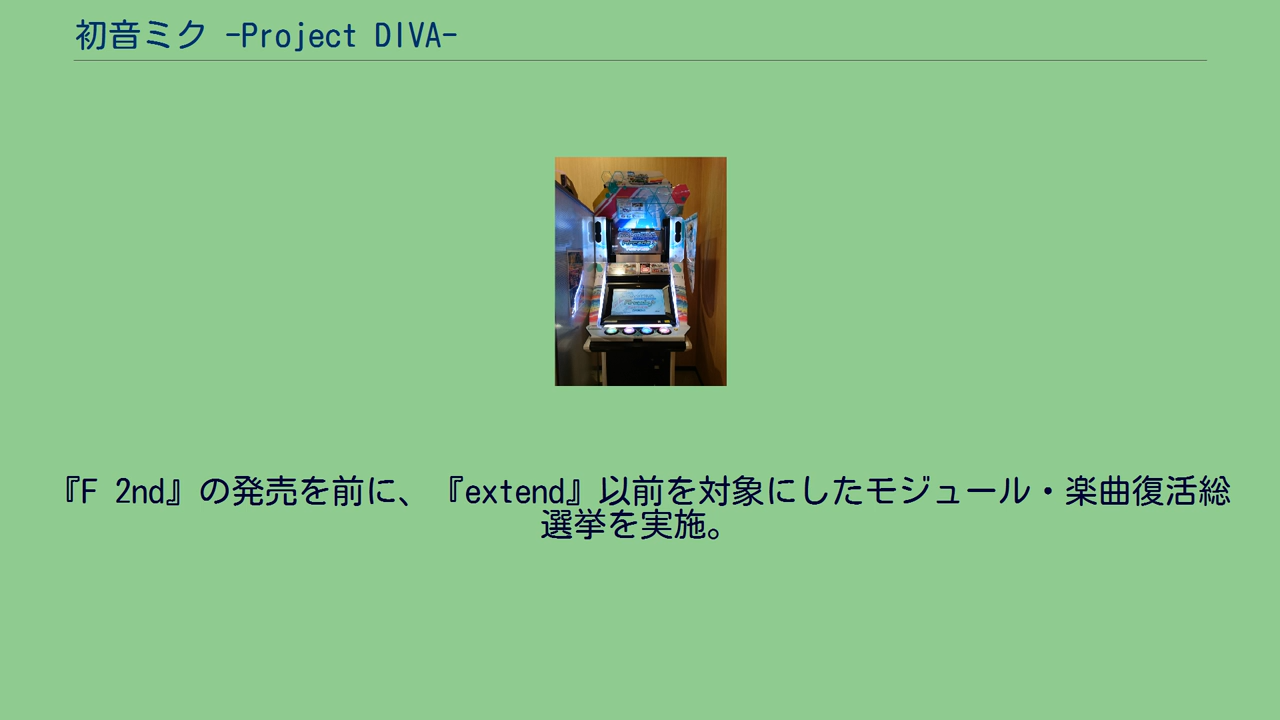 初音ミク -Project DIVA-
『F 2nd』の発売を前に、『extend』以前を対象にしたモジュール・楽曲復活総
選挙を実施。